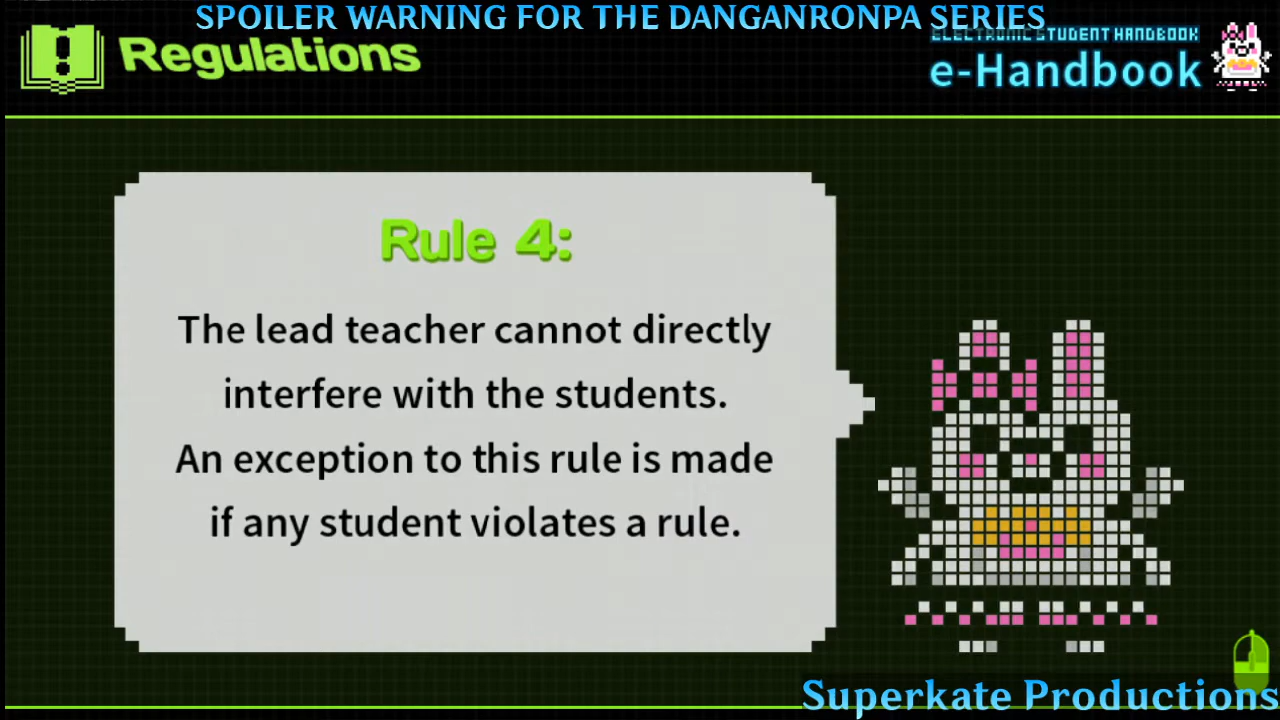 SPOILER WARNING FOR THE DANGANRONPA SERIES
Regulations
ELECTRONIC STUDENT HANDBOOK
e-Handbook
Rule 4:
The lead teacher cannot directly
interfere with the students.
An exception to this rule is made
if any student violates a rule.
Superkate Productions